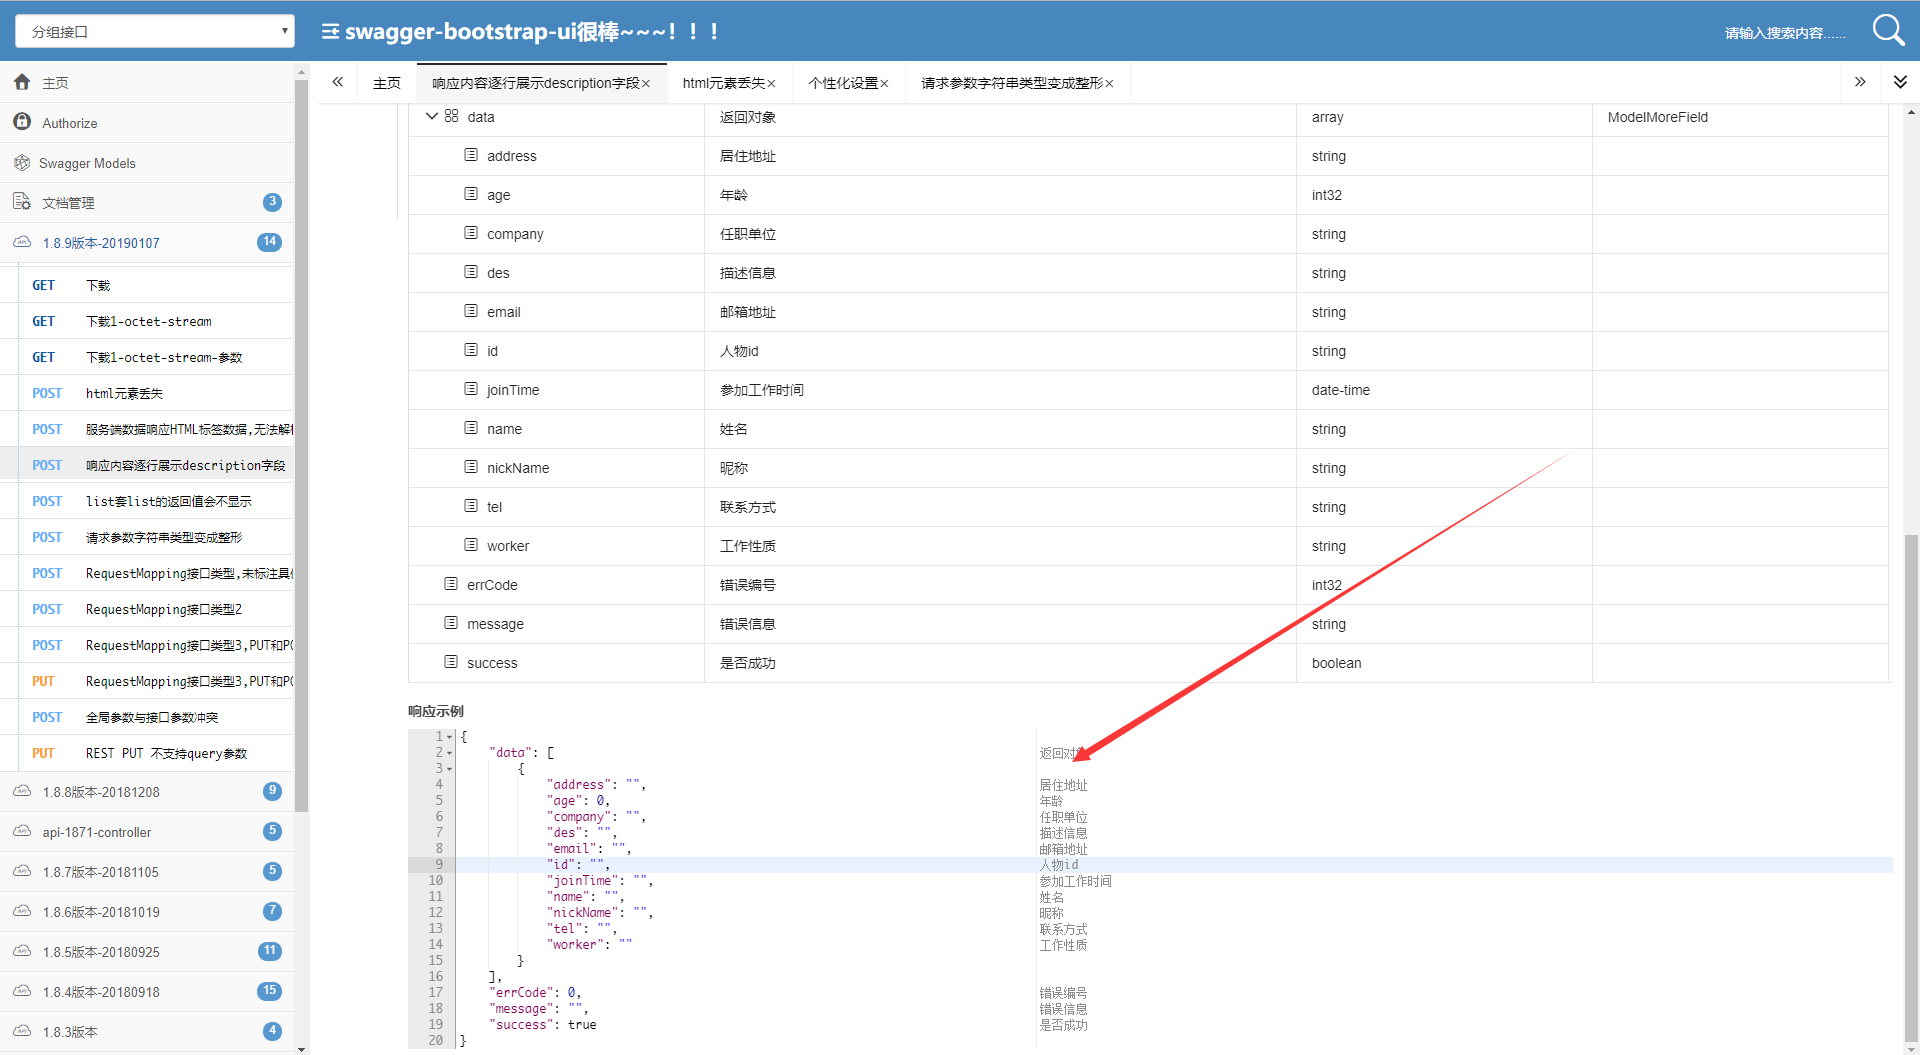 分组接口
swagger-bootstrap-ui很棒~~~！！！
请输入搜索内容......
主页
Authorize
Swagger Models
文档管理
3
1.8.9版本-20190107
14
GET 下载
GET 下载1-octet-stream
GET 下载1-octet-stream-参数
POST html元素丢失
POST 服务端数据响应HTML标签数据,无法解
POST 响应内容逐行展示description字段
POST list套list的返回值会不显示
POST 请求参数字符串类型变成整形
POST RequestMapping接口类型,未标注具
POST RequestMapping接口类型2
POST RequestMapping接口类型3,PUT和PO
PUT RequestMapping接口类型3,PUT和PO
POST 全局参数与接口参数冲突
PUT REST PUT 不支持query参数
1.8.8版本-20181208
9
api-1871-controller
5
1.8.7版本-20181105
5
1.8.6版本-20181019
7
1.8.5版本-20180925
11
1.8.4版本-20180918
15
1.8.3版本
4
主页
响应内容逐行展示description字段×
html元素丢失×
个性化设置×
请求参数字符串类型变成整形×
data 返回对象 array ModelMoreField
address 居住地址 string
age 年龄 int32
company 任职单位 string
des 描述信息 string
email 邮箱地址 string
id 人物id string
joinTime 参加工作时间 date-time
name 姓名 string
nickName 昵称 string
tel 联系方式 string
worker 工作性质 string
errCode 错误编号 int32
message 错误信息 string
success 是否成功 boolean
响应示例
1 {
2 "data": [ 返回对
3 {
4 "address": "", 居住地址
5 "age": 0, 年龄
6 "company": "", 任职单位
7 "des": "", 描述信息
8 "email": "", 邮箱地址
9 "id": "", 人物id
10 "joinTime": "", 参加工作时间
11 "name": "", 姓名
12 "nickName": "", 昵称
13 "tel": "", 联系方式
14 "worker": "" 工作性质
15 }
16 ],
17 "errCode": 0, 错误编号
18 "message": "", 错误信息
19 "success": true 是否成功
20 }